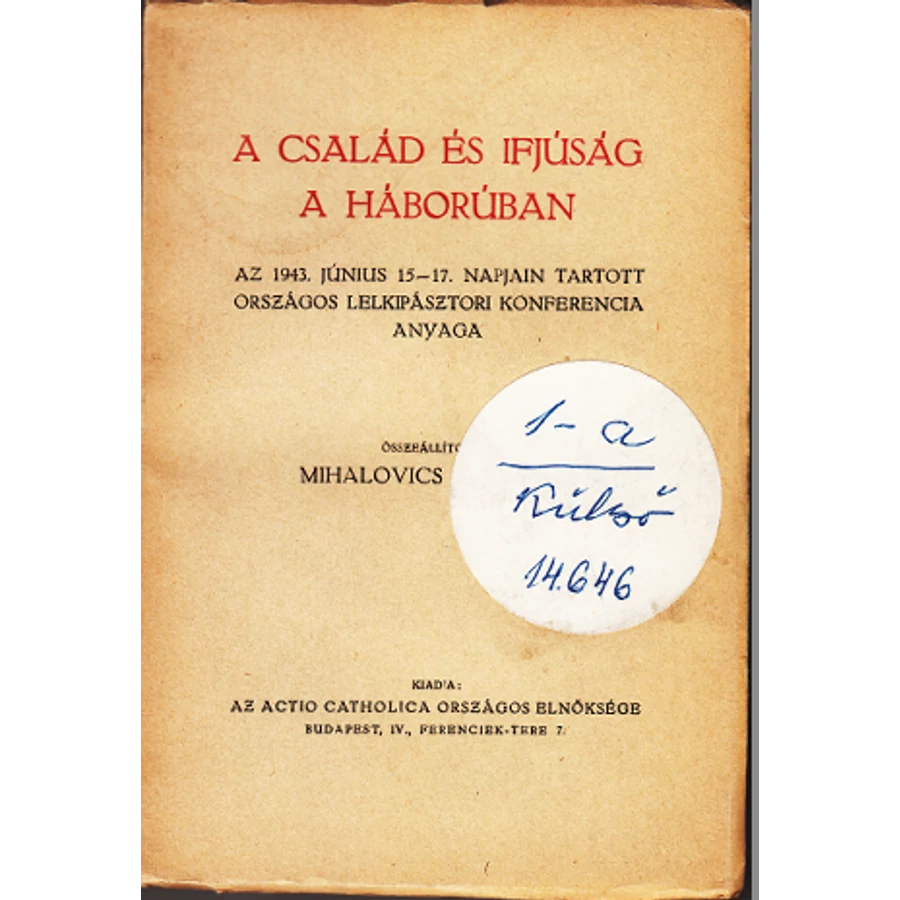 A CSALÁD ÉS IFJÚSÁG
A HÁBORÚBAN
AZ 1943. JÚNIUS 15—17. NAPJAIN TARTOTT
ORSZÁGOS LELKIPÁSZTORI KONFERENCIA
ANYAGA
MIHALOVICS
1- a
Külső
14.646
KIADJA:
AZ ACTIO CATHOLICA ORSZÁGOS ELNÖKSÉGE
BUDAPEST, IV., FERENCIEK-TERE 7.